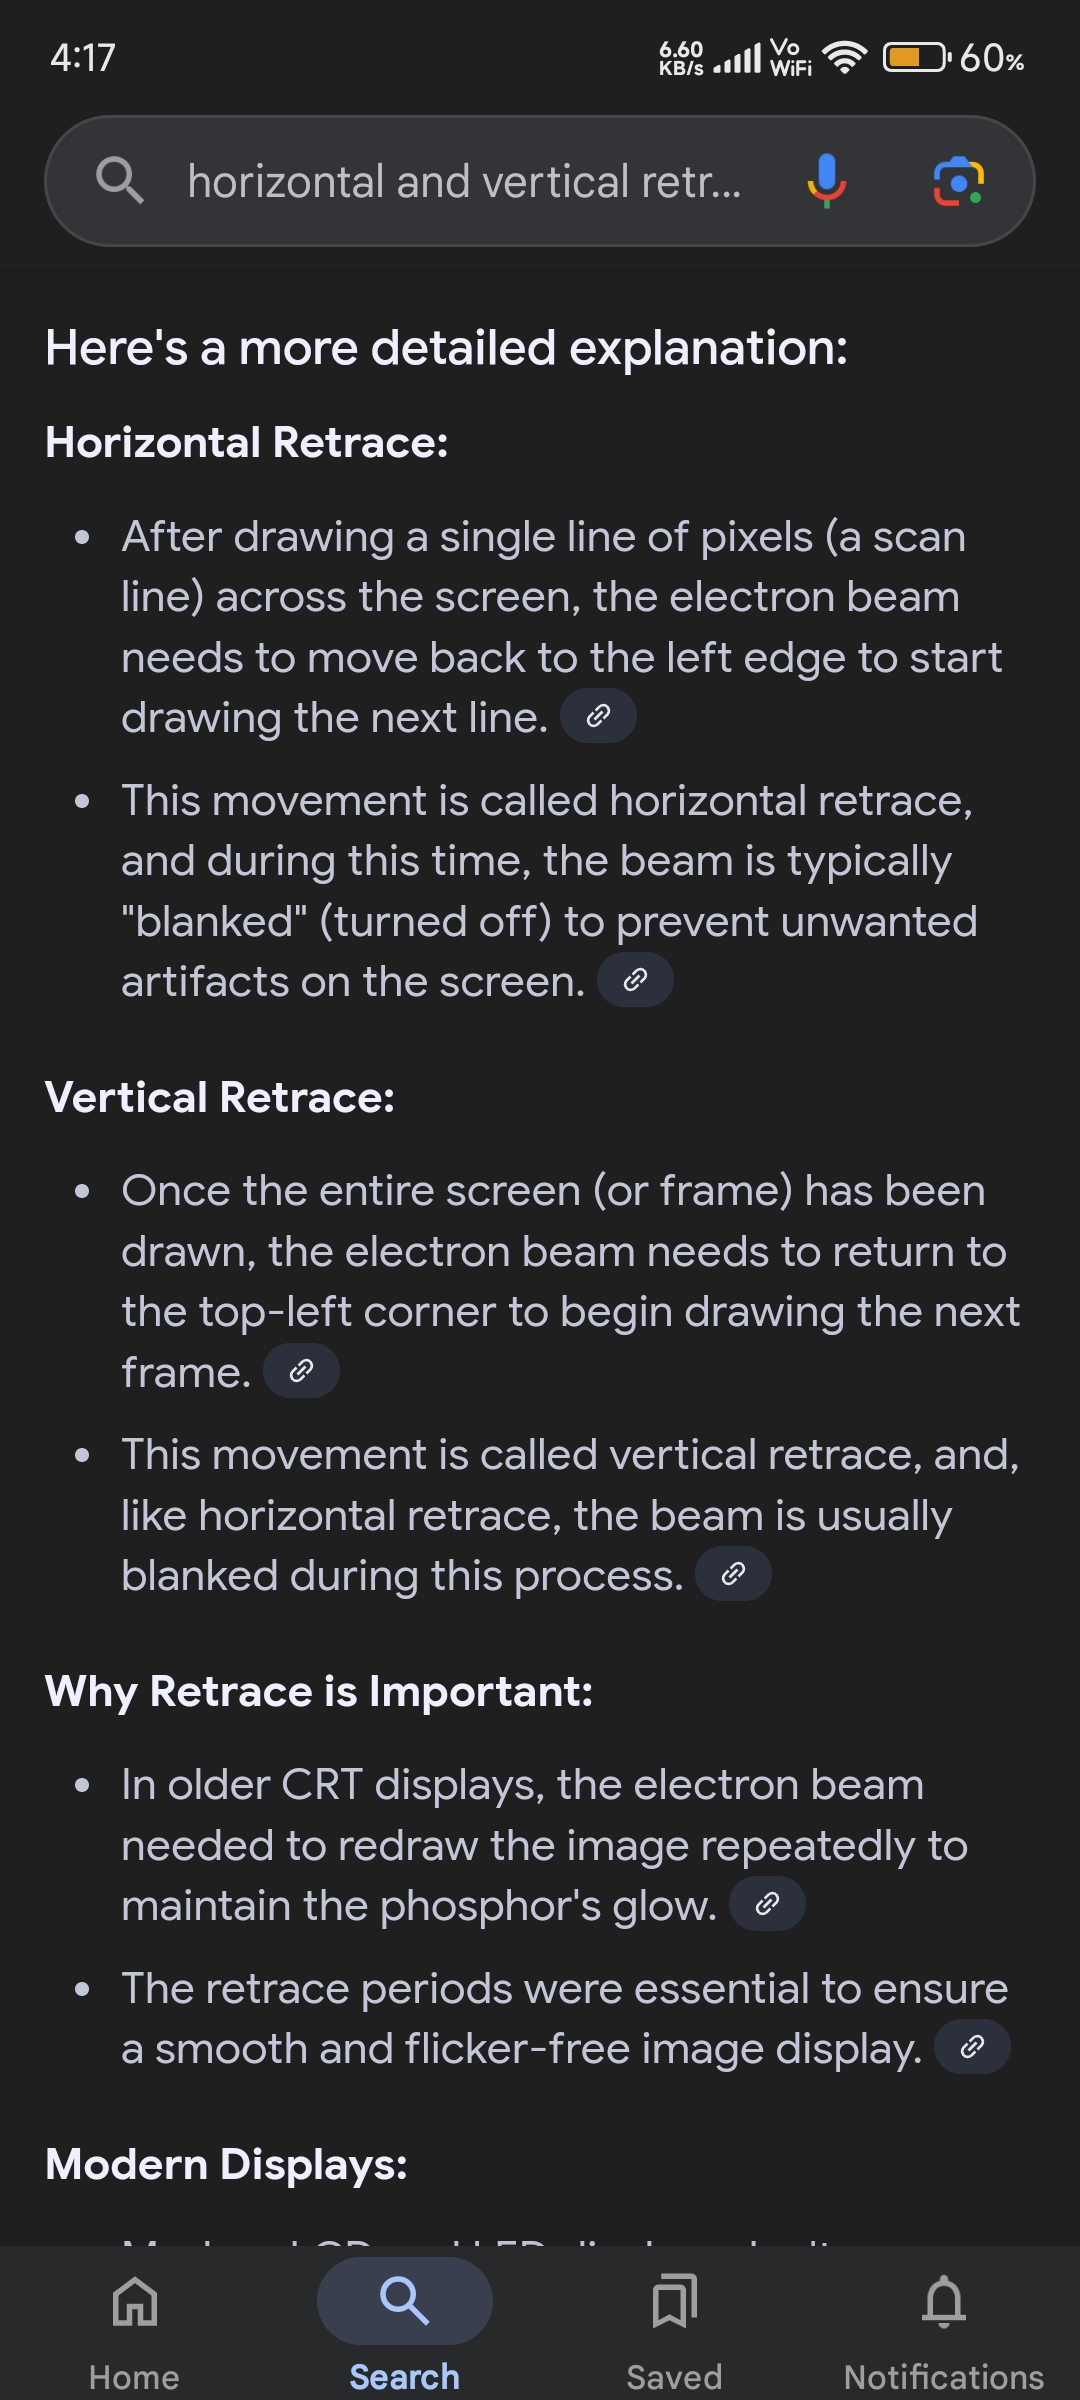 4:17
6.60
KB/s
Vo
WiFi
60%
horizontal and vertical retr...
Here's a more detailed explanation:
Horizontal Retrace:
• After drawing a single line of pixels (a scan
line) across the screen, the electron beam
needs to move back to the left edge to start
drawing the next line.
• This movement is called horizontal retrace,
and during this time, the beam is typically
"blanked" (turned off) to prevent unwanted
artifacts on the screen.
Vertical Retrace:
• Once the entire screen (or frame) has been
drawn, the electron beam needs to return to
the top-left corner to begin drawing the next
frame.
• This movement is called vertical retrace, and,
like horizontal retrace, the beam is usually
blanked during this process.
Why Retrace is Important:
• In older CRT displays, the electron beam
needed to redraw the image repeatedly to
maintain the phosphor's glow.
• The retrace periods were essential to ensure
a smooth and flicker-free image display.
Modern Displays:
Home
Search
Saved
Notifications